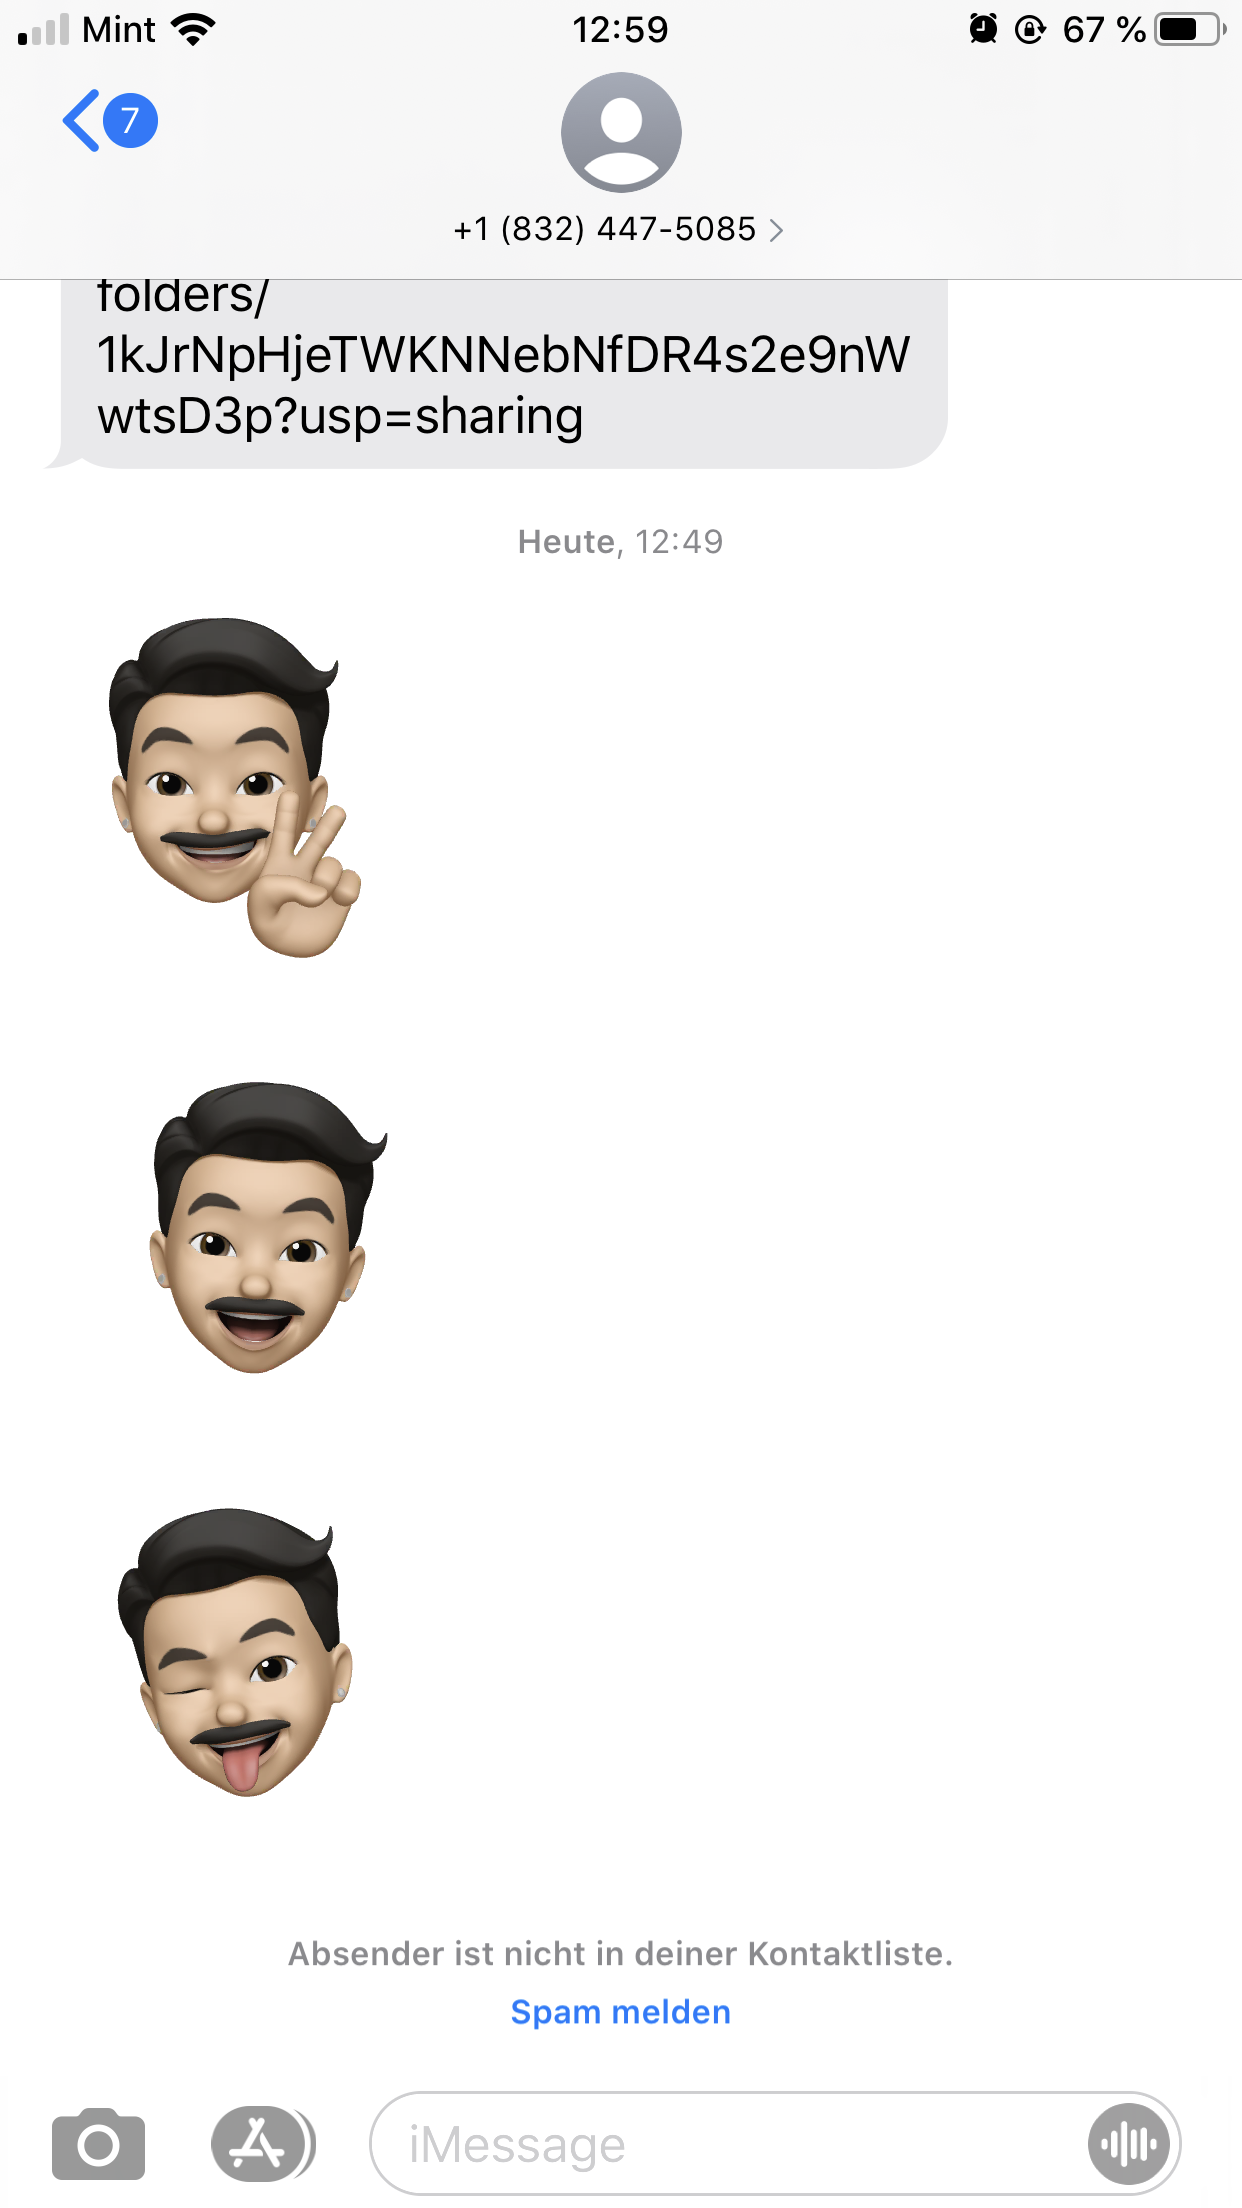 Mint 12:59 67 %
7
+1 (832) 447-5085
folders/
1kJrNpHjeTWKNNebNfDR4s2e9nW
wtsD3p?usp=sharing
Heute, 12:49
Absender ist nicht in deiner Kontaktliste.
Spam melden
iMessage